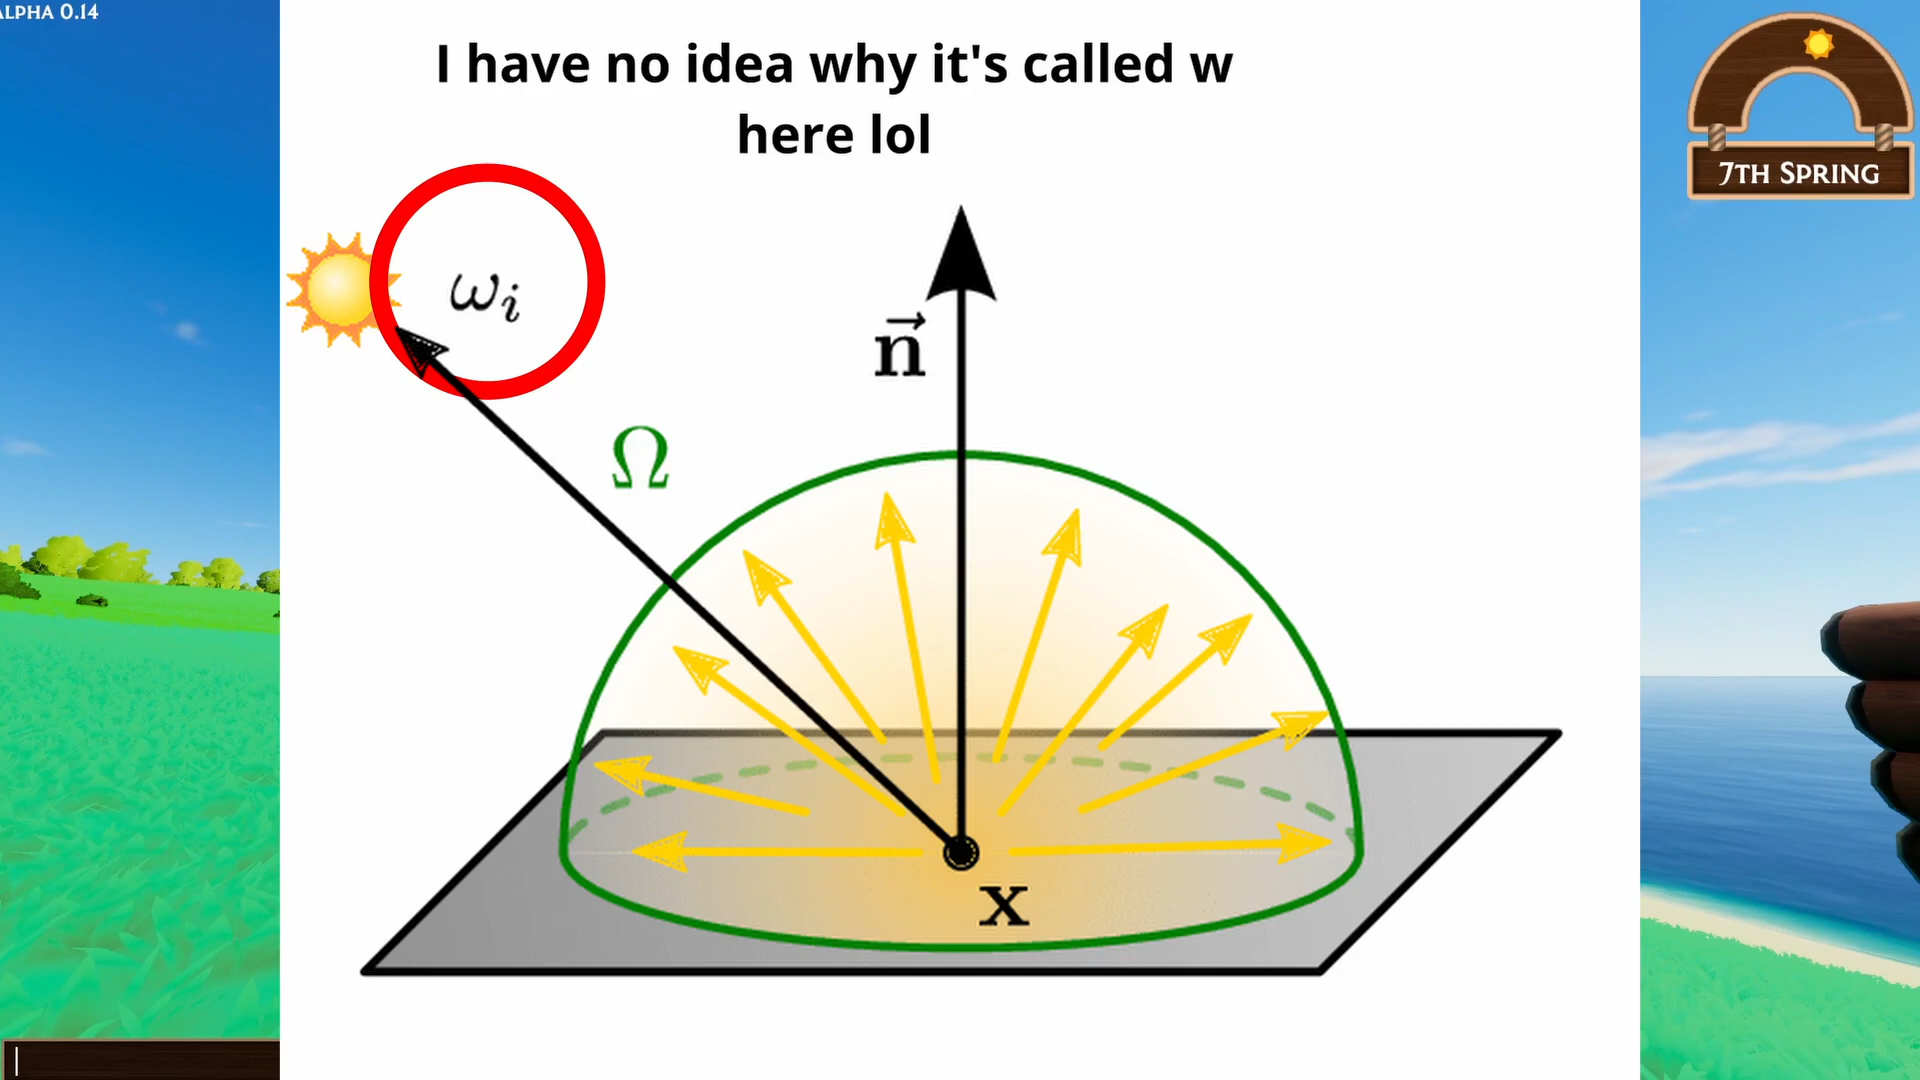 ALPHA 0.14
I have no idea why it's called w
here lol
7TH SPRING
ωi
n⃗
Ω
x